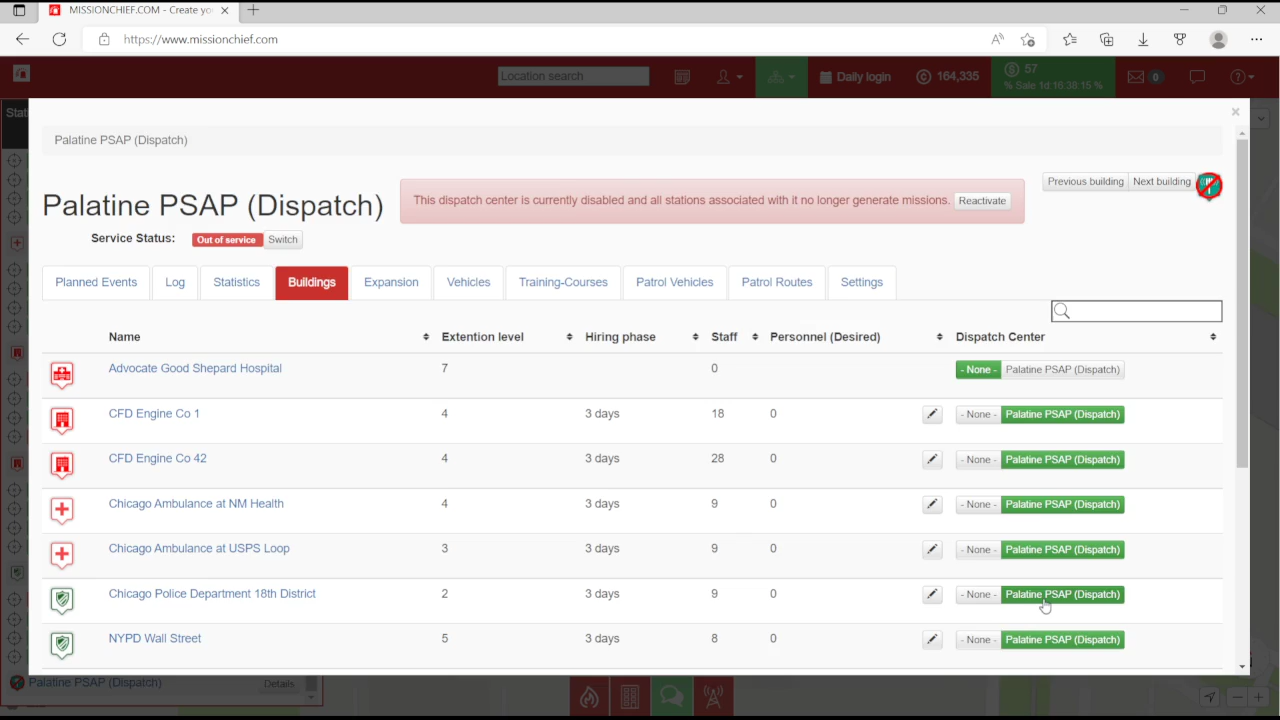 MISSIONCHIEF.COM - Create yo
https://www.missionchief.com
Location search
Daily login
164,335
57
% Sale 1d:16:38:15 %
0
Stati
Palatine PSAP (Dispatch)
Previous building Next building
Palatine PSAP (Dispatch)
This dispatch center is currently disabled and all stations associated with it no longer generate missions. Reactivate
Service Status: Out of service Switch
Planned Events Log Statistics Buildings Expansion Vehicles Training-Courses Patrol Vehicles Patrol Routes Settings
Name Extention level Hiring phase Staff Personnel (Desired) Dispatch Center
Advocate Good Shepard Hospital 7 0 - None - Palatine PSAP (Dispatch)
CFD Engine Co 1 4 3 days 18 0 - None - Palatine PSAP (Dispatch)
CFD Engine Co 42 4 3 days 28 0 - None - Palatine PSAP (Dispatch)
Chicago Ambulance at NM Health 4 3 days 9 0 - None - Palatine PSAP (Dispatch)
Chicago Ambulance at USPS Loop 3 3 days 9 0 - None - Palatine PSAP (Dispatch)
Chicago Police Department 18th District 2 3 days 9 0 - None - Palatine PSAP (Dispatch)
NYPD Wall Street 5 3 days 8 0 - None - Palatine PSAP (Dispatch)
Palatine PSAP (Dispatch) Details